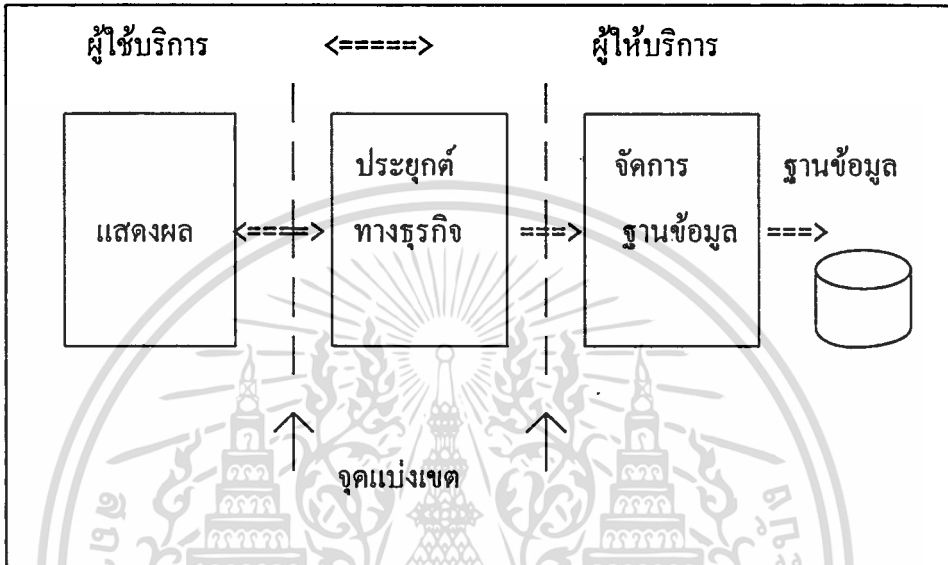 ผู้ใช้บริการ <=====> ผู้ให้บริการ
ประยุกต์ จัดการ ฐานข้อมูล
แสดงผล <====> ทางธุรกิจ ===> ฐานข้อมูล ===>
จุดแบ่งเขต